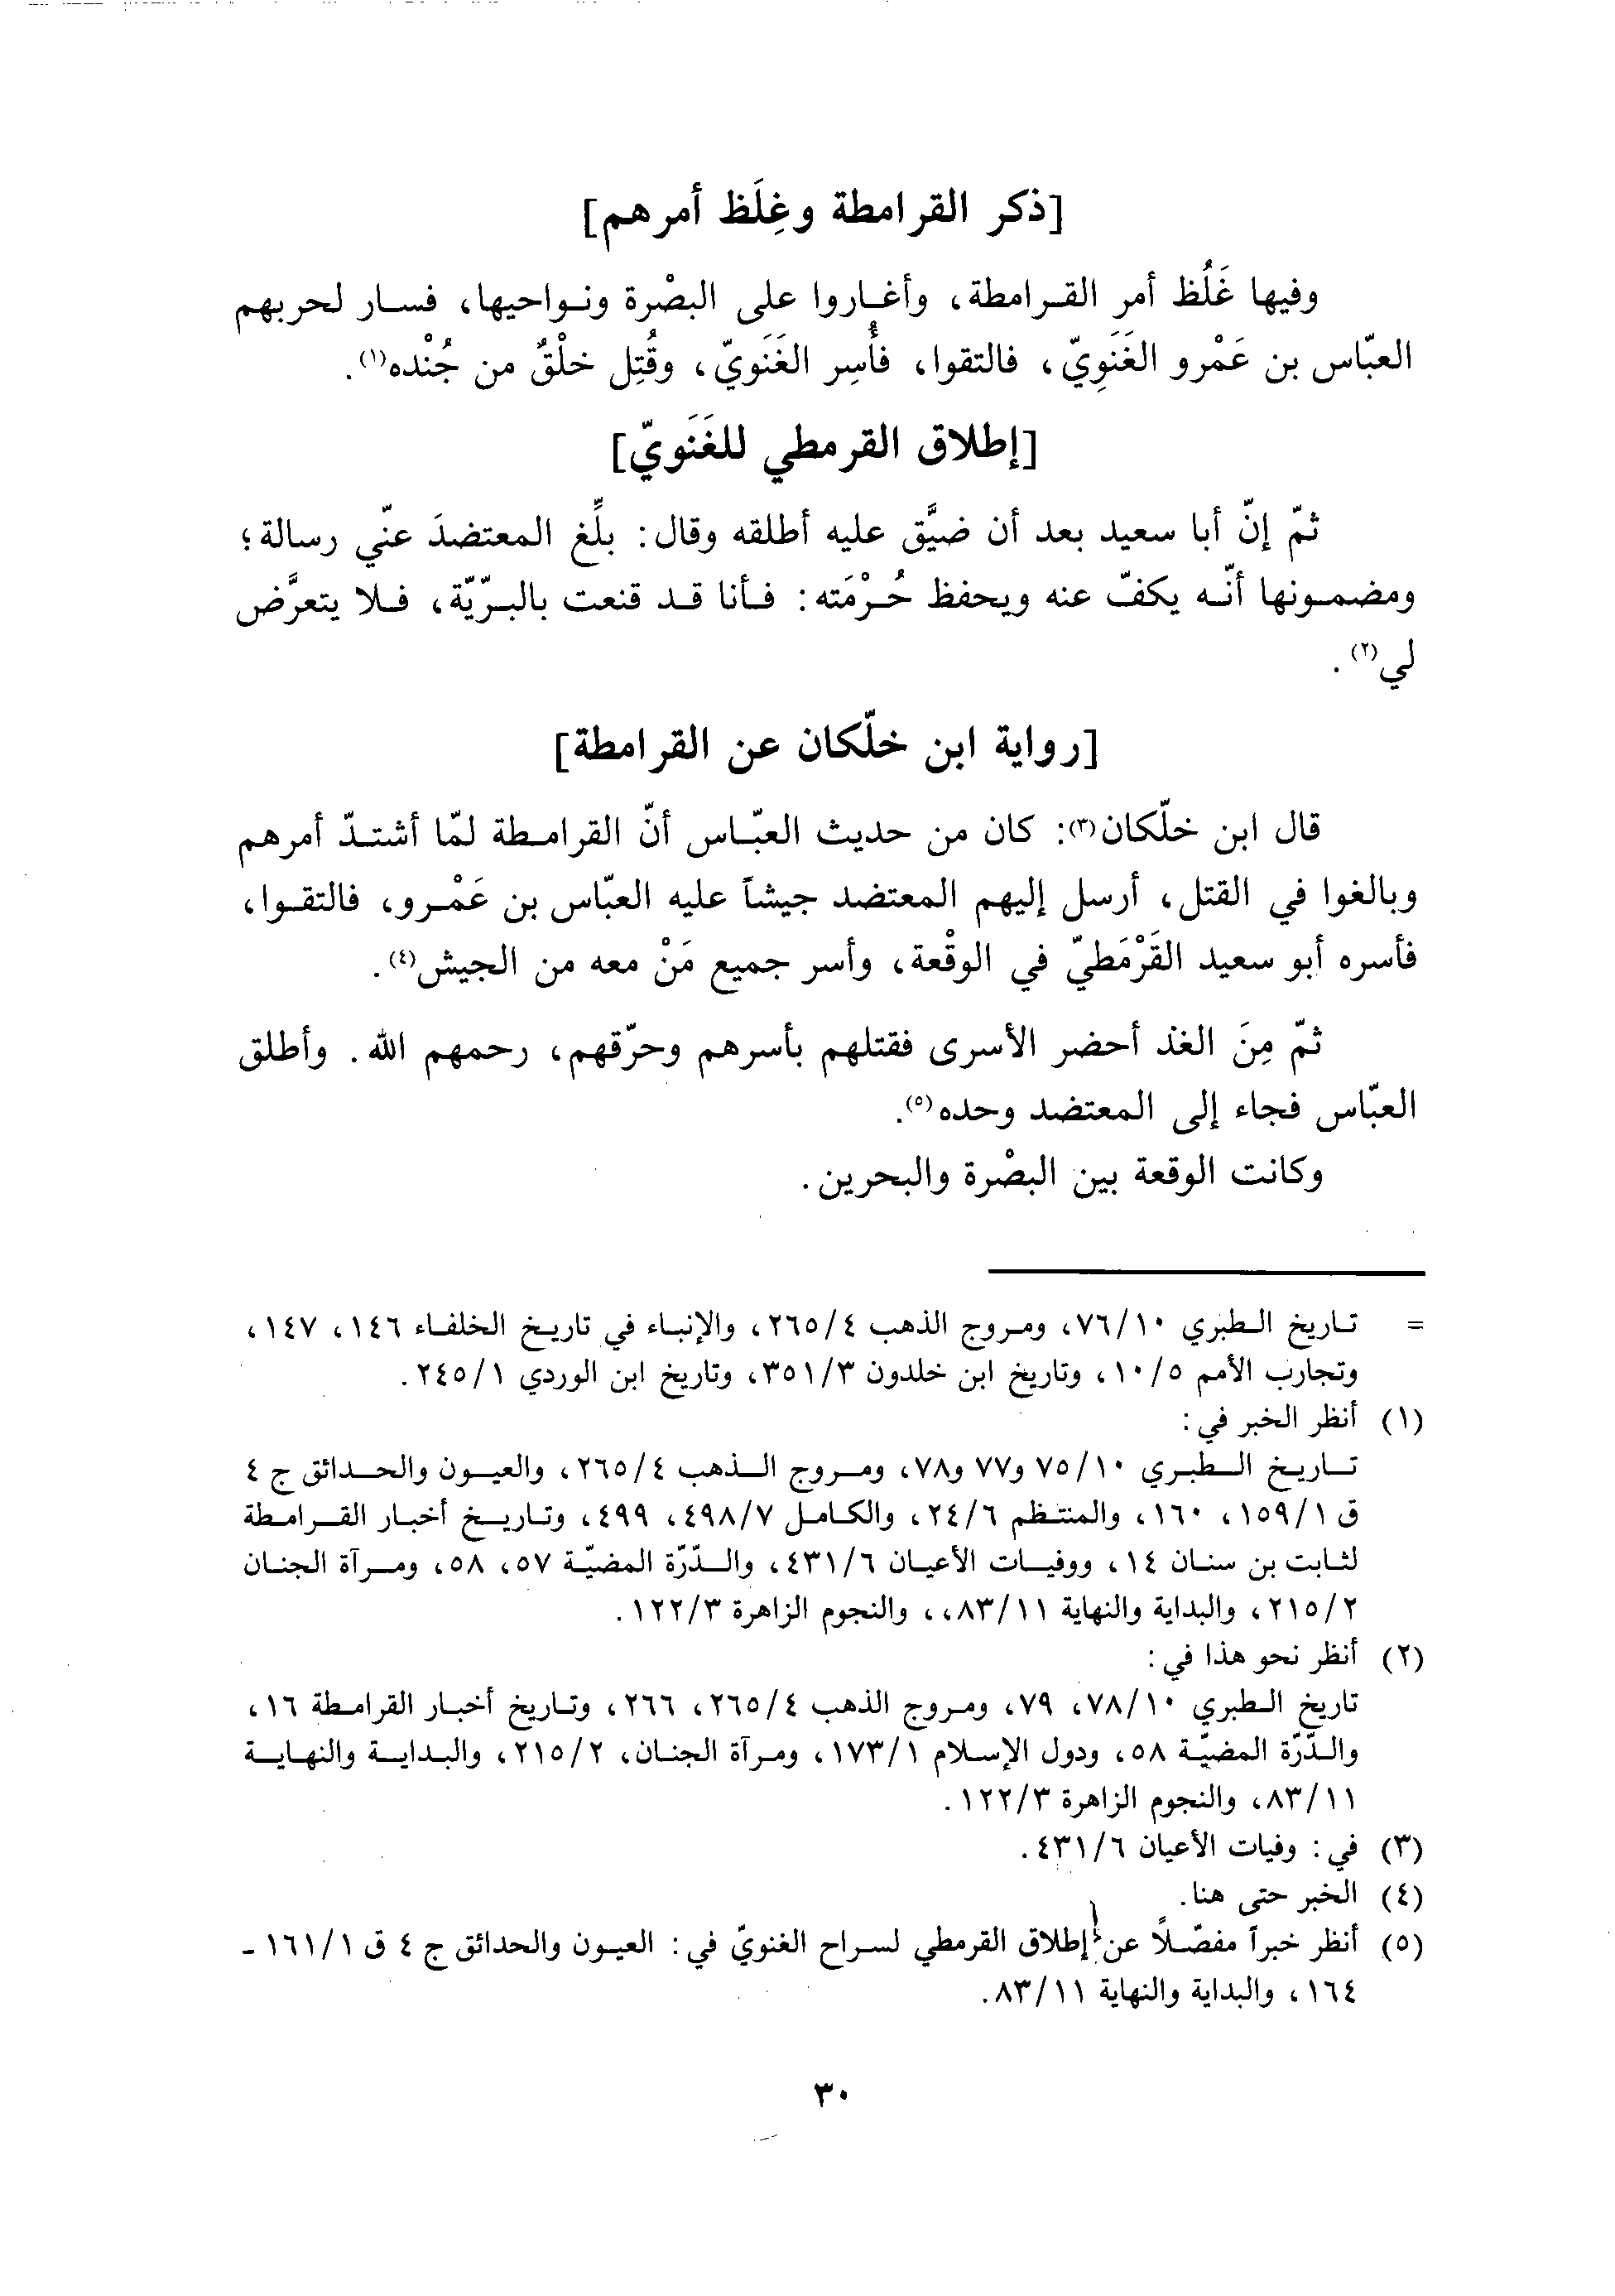 [ذكر القرامطة وغِلَظ أمرهم]
وفيها غَلُظ أمر القرامطة، وأغاروا على البصْرة ونواحيها، فسار لحربهم
العبّاس بن عَمْرو الغَنَوِيّ، فالتقوا، فأُسِر الغَنَويّ، وقُتِل خلْقٌ من جُنْده(١).
[إطلاق القرمطي للغَنَويّ]
ثمّ إنّ أبا سعيد بعد أن ضيَّق عليه أطلقه وقال: بلِّغ المعتضدَ عنّي رسالة؛
ومضمونها أنّه يكفّ عنه ويحفظ حُرْمَته: فأنا قد قنعت بالبرّيّة، فلا يتعرَّض
لي(٢).
[رواية ابن خلّكان عن القرامطة]
قال ابن خلّكان(٣): كان من حديث العبّاس أنّ القرامطة لمّا أشتدّ أمرهم
وبالغوا في القتل، أرسل إليهم المعتضد جيشاً عليه العبّاس بن عَمْرو، فالتقوا،
فأسره أبو سعيد القَرْمَطيّ في الوقْعة، وأسر جميع مَنْ معه من الجيش(٤).
ثمّ مِنَ الغد أحضر الأسرى فقتلهم بأسرهم وحرّقهم، رحمهم الله. وأطلق
العبّاس فجاء إلى المعتضد وحده(٥).
وكانت الوقعة بين البصْرة والبحرين.
= تاريخ الطبري ٧٦/١٠، ومروج الذهب ٢٦٥/٤، والإنباء في تاريخ الخلفاء ١٤٦، ١٤٧،
وتجارب الأمم ١٠/٥، وتاريخ ابن خلدون ٣٥١/٣، وتاريخ ابن الوردي ٢٤٥/١.
(١) أنظر الخبر في:
تاريخ الطبري ٧٥/١٠ و٧٧ و٧٨، ومروج الذهب ٢٦٥/٤، والعيون والحدائق ج ٤
ق ١٥٩/١، ١٦٠، والمنتظم ٢٤/٦، والكامل ٤٩٨/٧، ٤٩٩، وتاريخ أخبار القرامطة
لثابت بن سنان ١٤، ووفيات الأعيان ٤٣١/٦، والدّرّة المضيّة ٥٧، ٥٨، ومرآة الجنان
٢١٥/٢، والبداية والنهاية ٨٣/١١،، والنجوم الزاهرة ١٢٢/٣.
(٢) أنظر نحو هذا في:
تاريخ الطبري ٧٨/١٠، ٧٩، ومروج الذهب ٢٦٥/٤، ٢٦٦، وتاريخ أخبار القرامطة ١٦،
والدّرّة المضيّة ٥٨، ودول الإسلام ١٧٣/١، ومرآة الجنان، ٢١٥/٢، والبداية والنهاية
٨٣/١١، والنجوم الزاهرة ١٢٢/٣.
(٣) في: وفيات الأعيان ٤٣١/٦.
(٤) الخبر حتى هنا.
(٥) أنظر خبراً مفصّلاً عن إطلاق القرمطي لسراح الغنويّ في: العيون والحدائق ج ٤ ق ١٦١/١ -
١٦٤، والبداية والنهاية ٨٣/١١.
٣٠